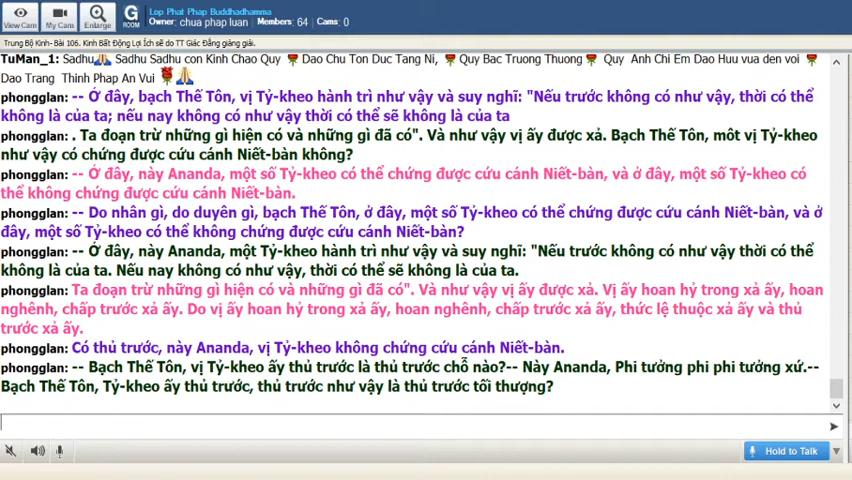 View Cam
My Cam
Enlarge
G
ROOM
Lop Phat Phap Buddhadhamma
Owner: chua phap luan Members: 64 Cams: 0
Trung Bộ Kinh- Bài 106. Kinh Bất Động Lợi Ích sẽ do TT Giác Đẳng giảng giải.
TuMan_1: Sadhu Sadhu Sadhu con Kinh Chao Quy Dao Chu Ton Duc Tang Ni, Quy Bac Truong Thuong Quy Anh Chi Em Dao Huu vua den voi
Dao Trang Thinh Phap An Vui
phongglan: -- Ở đây, bạch Thế Tôn, vị Tỷ-kheo hành trì như vậy và suy nghĩ: "Nếu trước không có như vậy, thời có thể
không là của ta; nếu nay không có như vậy thời có thể sẽ không là của ta
phongglan: . Ta đoạn trừ những gì hiện có và những gì đã có". Và như vậy vị ấy được xả. Bạch Thế Tôn, một vị Tỷ-kheo
như vậy có chứng được cứu cánh Niết-bàn không?
phongglan: -- Ở đây, này Ananda, một số Tỷ-kheo có thể chứng được cứu cánh Niết-bàn, và ở đây, một số Tỷ-kheo có
thể không chứng được cứu cánh Niết-bàn.
phongglan: -- Do nhân gì, do duyên gì, bạch Thế Tôn, ở đây, một số Tỷ-kheo có thể chứng được cứu cánh Niết-bàn, và ở
đây, một số Tỷ-kheo có thể không chứng được cứu cánh Niết-bàn?
phongglan: -- Ở đây, này Ananda, một Tỷ-kheo hành trì như vậy và suy nghĩ: "Nếu trước không có như vậy thời có thể
không là của ta. Nếu nay không có như vậy, thời có thể sẽ không là của ta.
phongglan: Ta đoạn trừ những gì hiện có và những gì đã có". Và như vậy vị ấy được xả. Vị ấy hoan hỷ trong xả ấy, hoan
nghênh, chấp trước xả ấy. Do vị ấy hoan hỷ trong xả ấy, hoan nghênh, chấp trước xả ấy, thức lệ thuộc xả ấy và thủ
trước xả ấy.
phongglan: Có thủ trước, này Ananda, vị Tỷ-kheo không chứng cứu cánh Niết-bàn.
phongglan: -- Bạch Thế Tôn, vị Tỷ-kheo ấy thủ trước là thủ trước chỗ nào?-- Này Ananda, Phi tưởng phi phi tưởng xứ.--
Bạch Thế Tôn, Tỷ-kheo ấy thủ trước, thủ trước như vậy là thủ trước tối thượng?
Hold to Talk